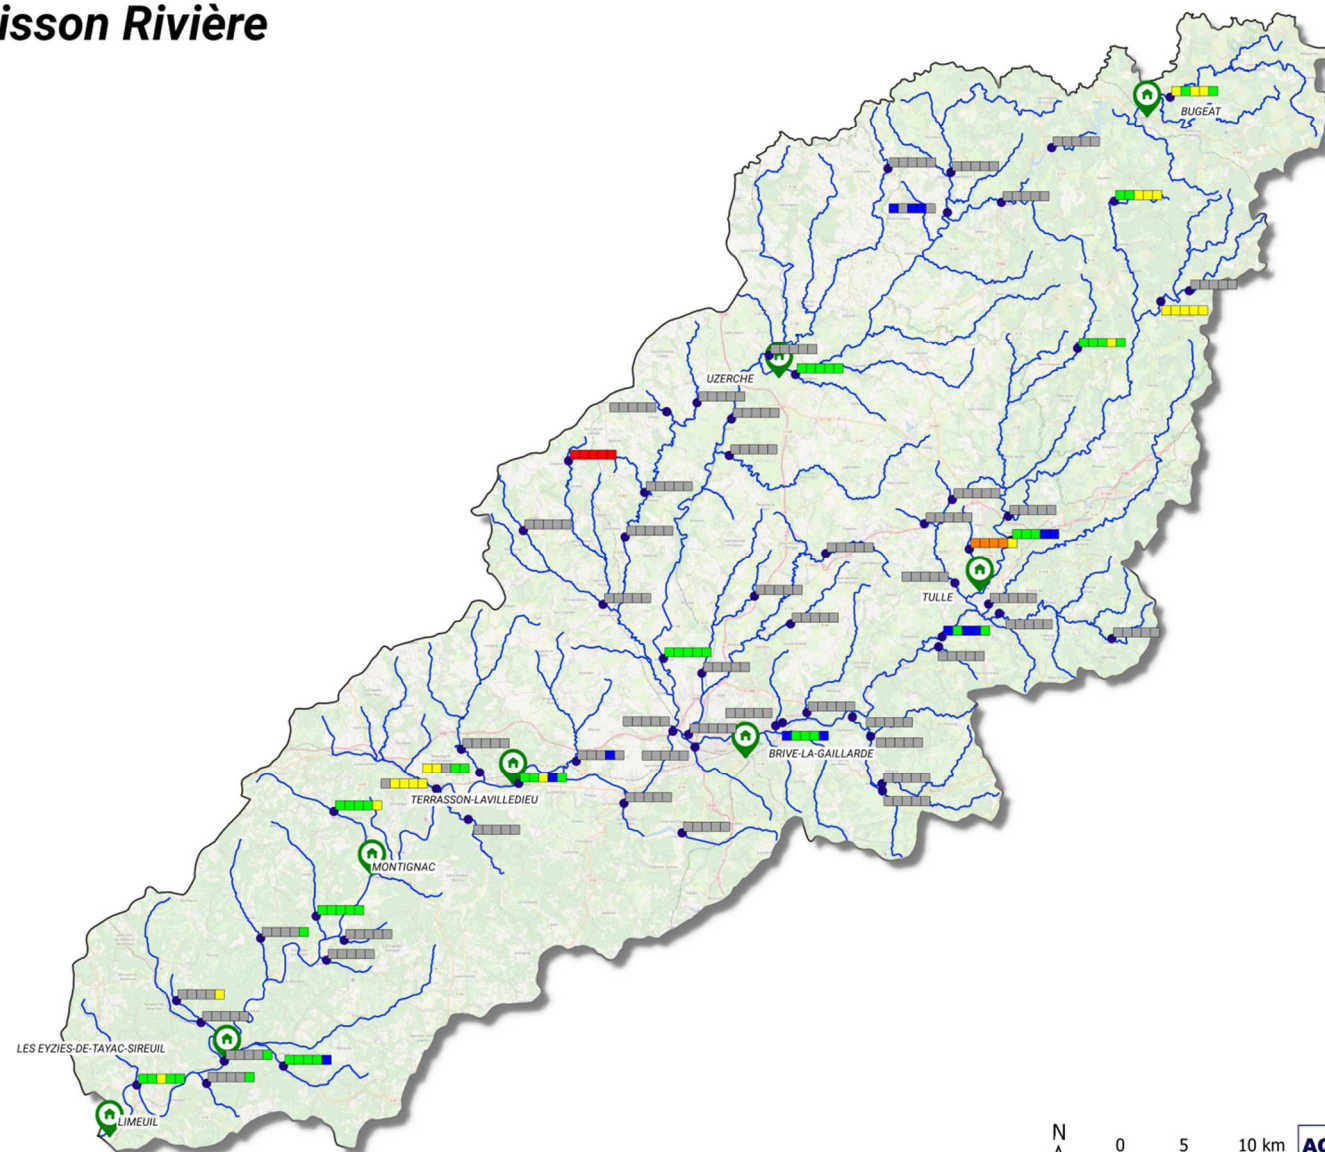 isson Rivière
BUGEAT
UZERCHE
TULLE
BRIVE-LA-GAILLARDE
TERRASSON-LAVILLEDIEU
MONTIGNAC
LES EYZIES-DE-TAYAC-SIREUIL
LIMEUIL
N
0 5 10 km
AG